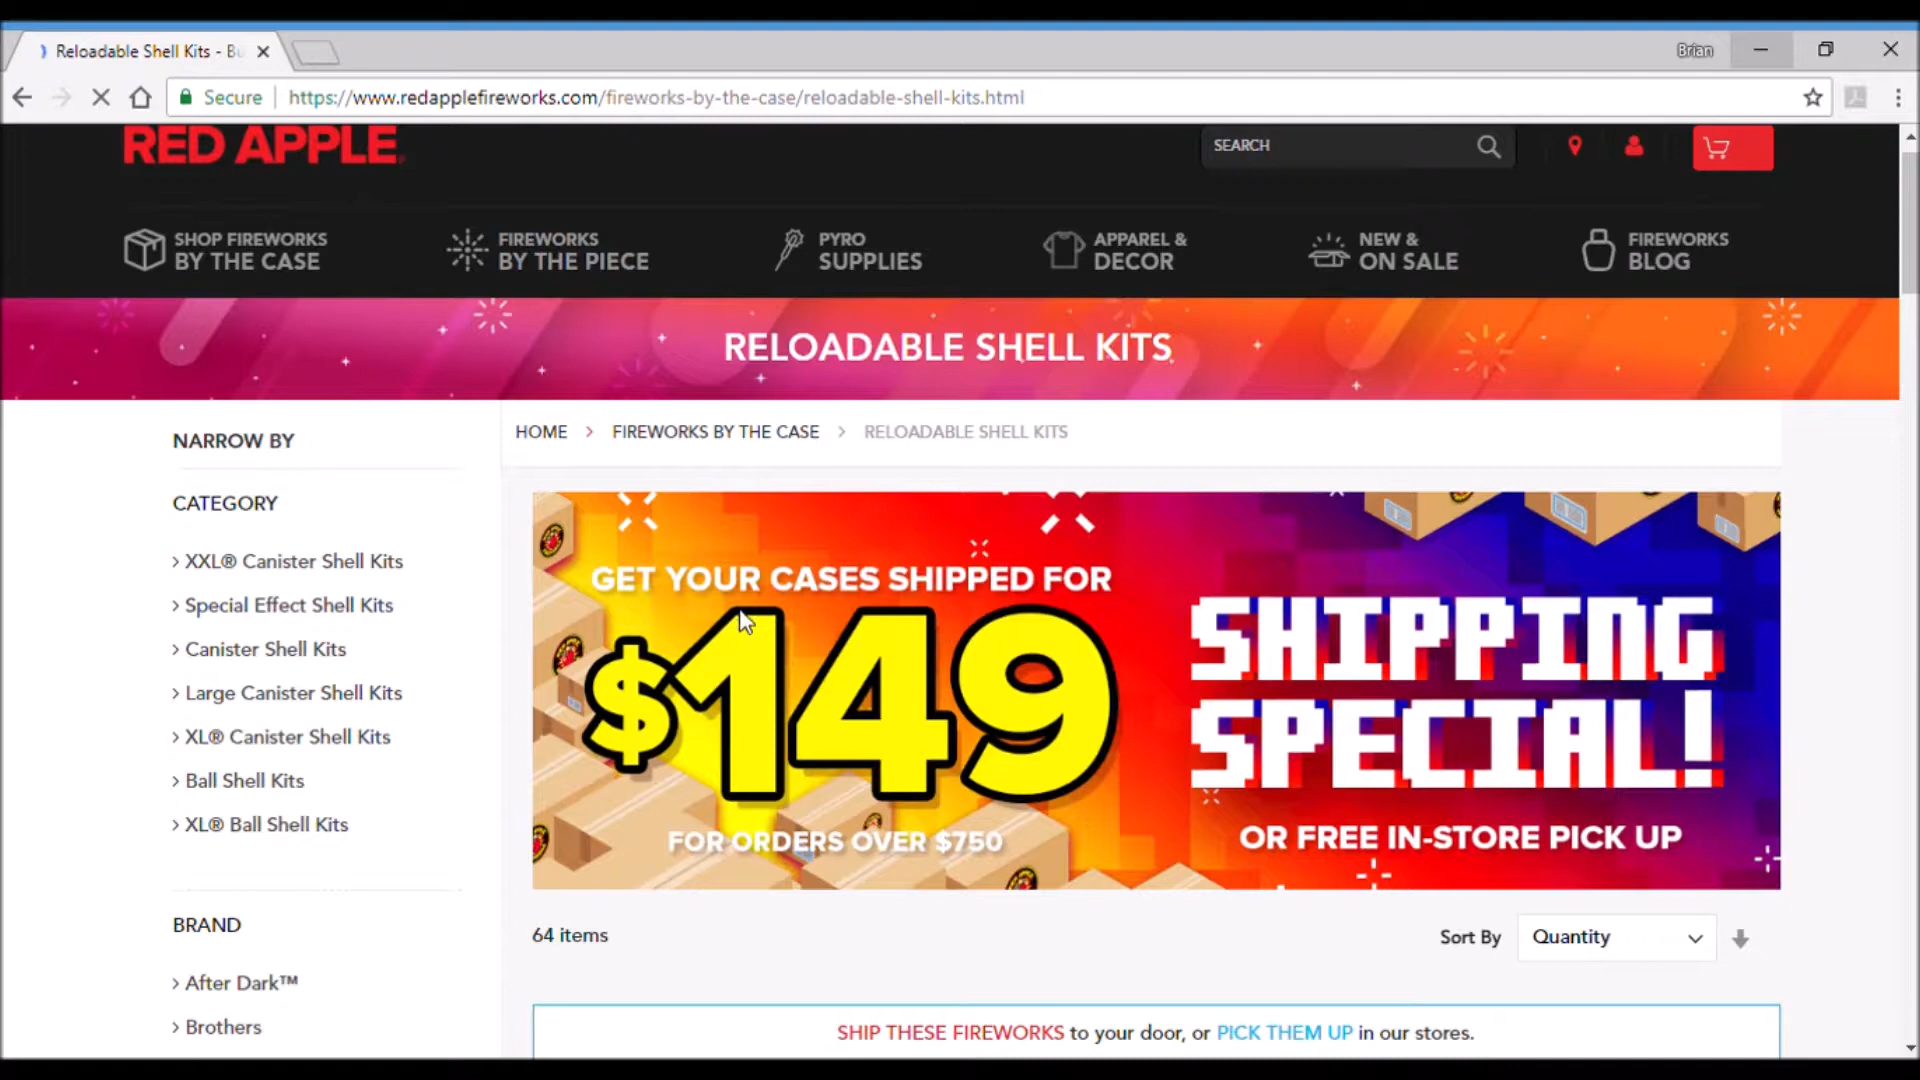 Reloadable Shell Kits - Bu
Brian
Secure
https://www.redapplefireworks.com/fireworks-by-the-case/reloadable-shell-kits.html
RED APPLE
SEARCH
SHOP FIREWORKS
BY THE CASE
FIREWORKS
BY THE PIECE
PYRO
SUPPLIES
APPAREL &
DECOR
NEW &
ON SALE
FIREWORKS
BLOG
RELOADABLE SHELL KITS
NARROW BY
CATEGORY
XXL® Canister Shell Kits
Special Effect Shell Kits
Canister Shell Kits
Large Canister Shell Kits
XL® Canister Shell Kits
Ball Shell Kits
XL® Ball Shell Kits
BRAND
After Dark™
Brothers
HOME > FIREWORKS BY THE CASE > RELOADABLE SHELL KITS
GET YOUR CASES SHIPPED FOR
$149
FOR ORDERS OVER $750
SHIPPING
SPECIAL!
OR FREE IN-STORE PICK UP
64 items
Sort By Quantity
SHIP THESE FIREWORKS to your door, or PICK THEM UP in our stores.